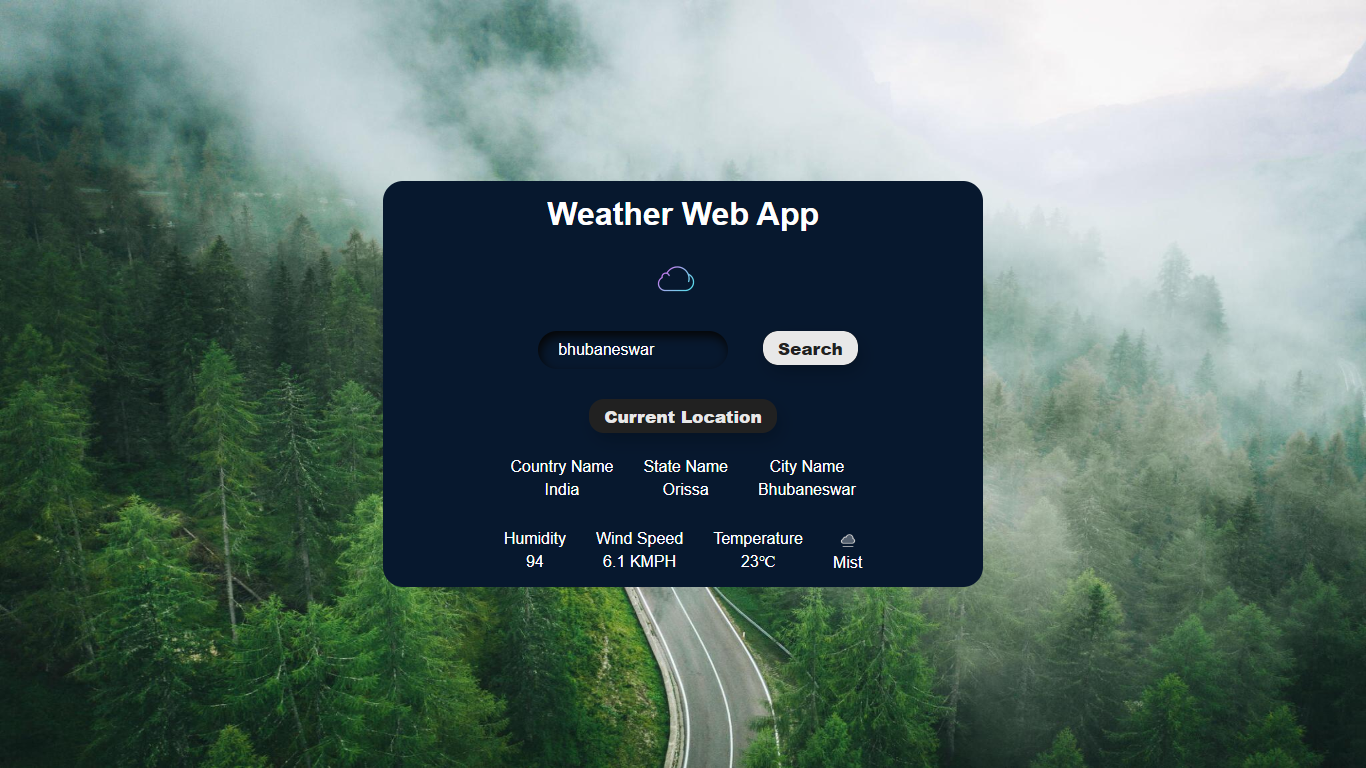 Weather Web App
bhubaneswar
Search
Current Location
Country Name State Name City Name
India Orissa Bhubaneswar
Humidity Wind Speed Temperature
94 6.1 KMPH 23℃ Mist